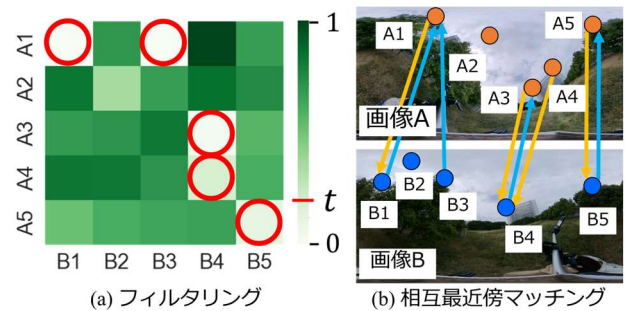 A1
A2
A3
A4
A5
B1 B2 B3 B4 B5
1
t
0
(a) フィルタリング
A1
A2
A3
A4
A5
画像A
B1
B2
B3
B4
B5
画像B
(b) 相互最近傍マッチング